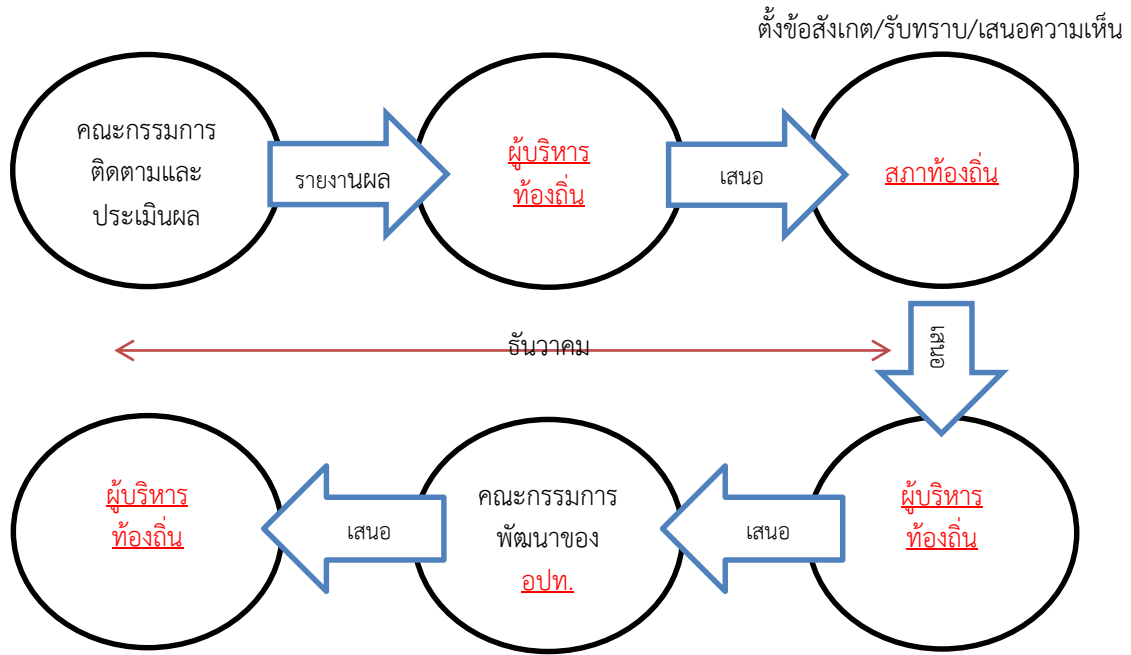 ตั้งข้อสังเกต/รับทราบ/เสนอความเห็น
คณะกรรมการ
ติดตามและ
ประเมินผล
รายงานผล
ผู้บริหาร
ท้องถิ่น
เสนอ
สภาท้องถิ่น
เสนอ
ธันวาคม
ผู้บริหาร
ท้องถิ่น
เสนอ
คณะกรรมการ
พัฒนาของ
อปท.
เสนอ
ผู้บริหาร
ท้องถิ่น